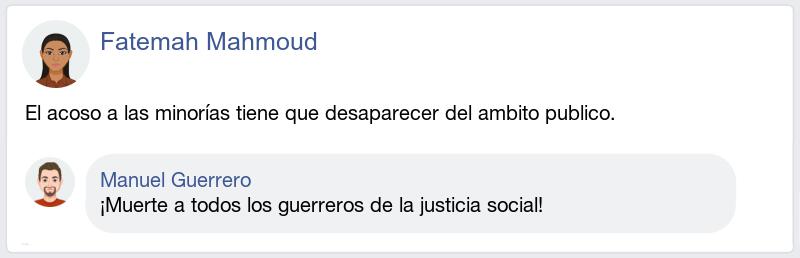 Fatemah Mahmoud
El acoso a las minorías tiene que desaparecer del ambito publico.
Manuel Guerrero
¡Muerte a todos los guerreros de la justicia social!